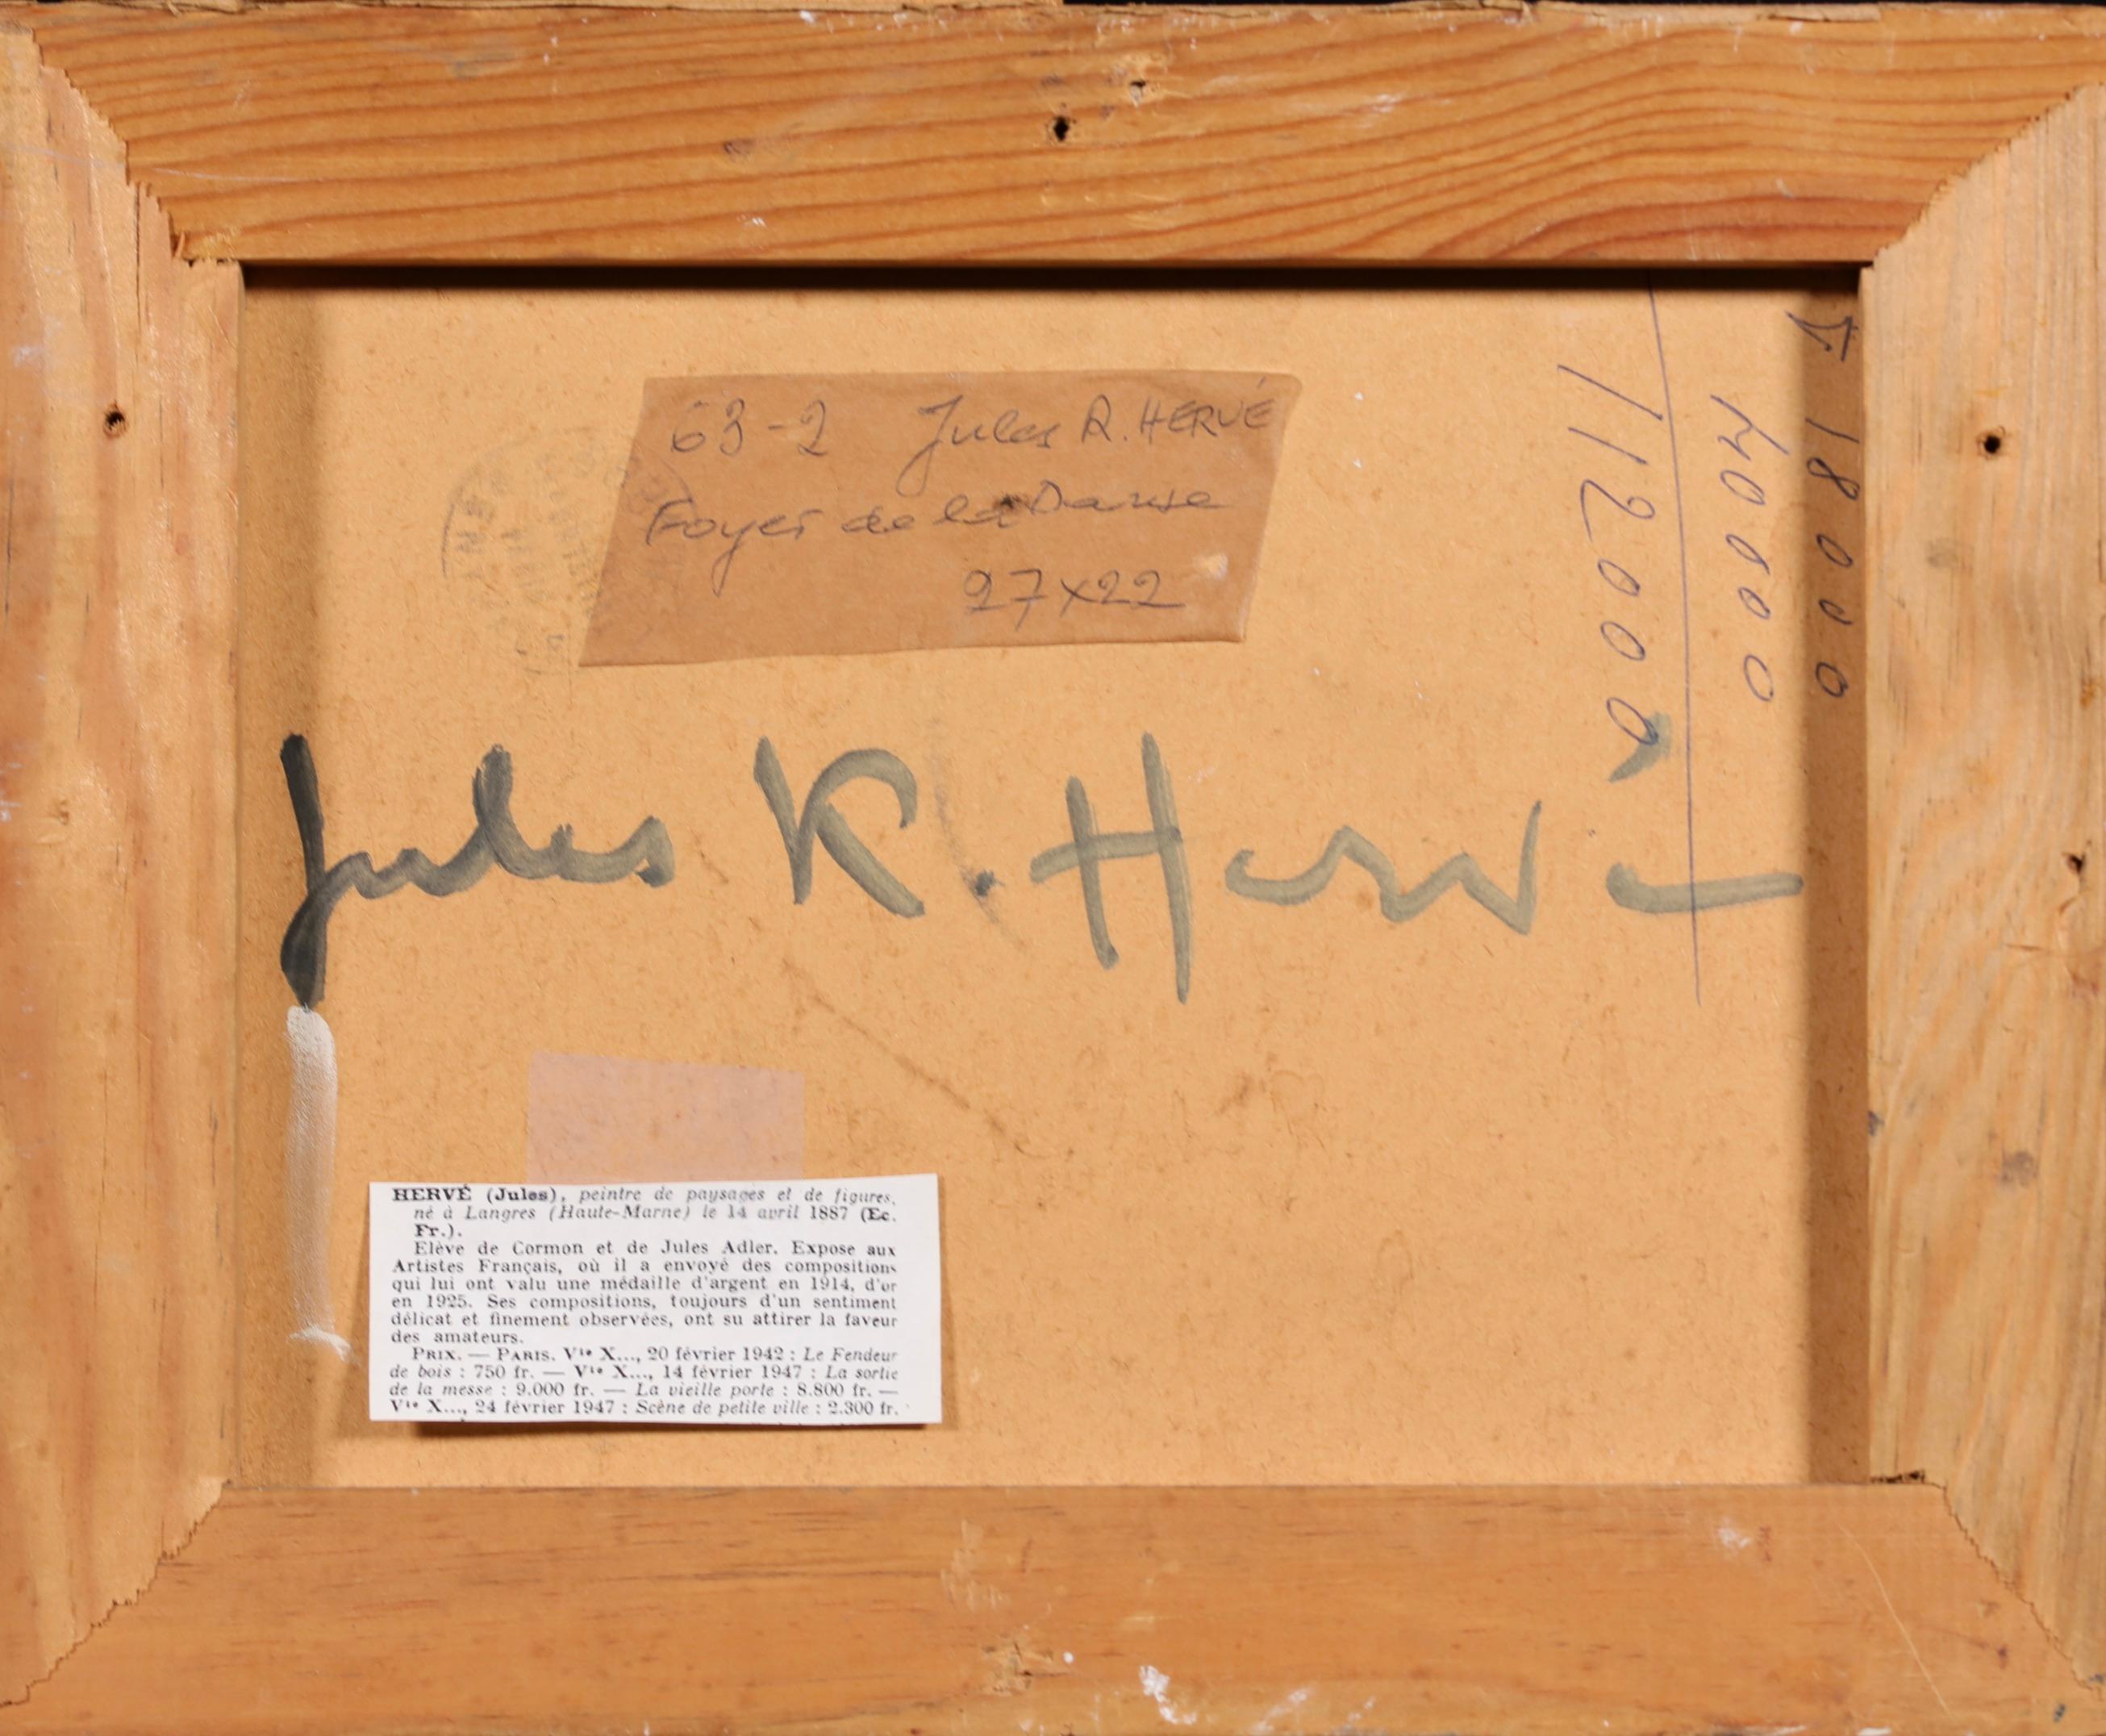 63-2 Jules R. HERVÉ
Foyer de la Danse
27x22
18000
40000
112000
Jules R. Hervé
HERVÉ (Jules), peintre de paysages et de figures,
né à Langres (Haute-Marne) le 14 avril 1887 (Ec.
Fr.).
Elève de Cormon et de Jules Adler. Expose aux
Artistes Français, où il a envoyé des compositions
qui lui ont valu une médaille d'argent en 1914, d'or
en 1925. Ses compositions, toujours d'un sentiment
délicat et finement observées, ont su attirer la faveur
des amateurs.
PRIX. — PARIS. Vte X..., 20 février 1942 : Le Fendeur
de bois : 750 fr. — Vte X..., 14 février 1947 : La sortie
de la messe : 9.000 fr. — La vieille porte : 8.800 fr. —
Vte X..., 24 février 1947 : Scène de petite ville : 2.300 fr.